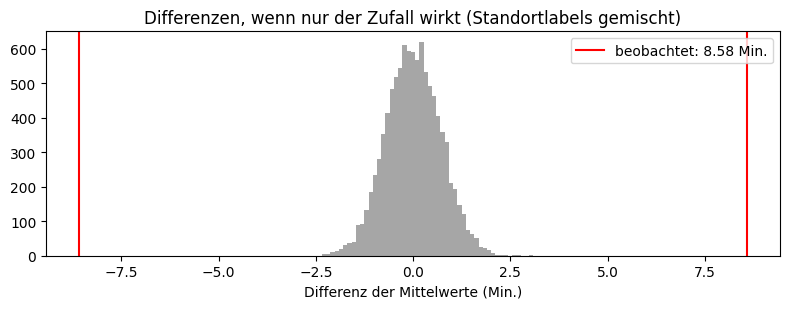 Differenzen, wenn nur der Zufall wirkt (Standortlabels gemischt)
beobachtet: 8.58 Min.
600
500
400
300
200
100
0
−7.5 −5.0 −2.5 0.0 2.5 5.0 7.5
Differenz der Mittelwerte (Min.)